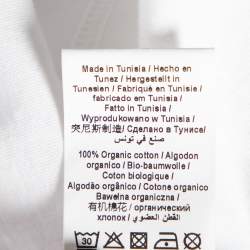 Made in Tunisia / Hecho en
Tunez / Hergestellt in
Tunesien / Fabriqué en Tunisie /
fabricado em Tunisia /
Fatto in Tunisia /
Wyprodukowano w Tunisia /
突尼斯制造 / Сделано в Тунисе/
صنع في تونس
100% Organic cotton / Algodon
organico / Bio-baumwolle /
Coton biologique /
Algodão orgânico / Cotone organico
Bawełna organiczna /
有机棉花 / органический
хлопок / القطن العضوي
30